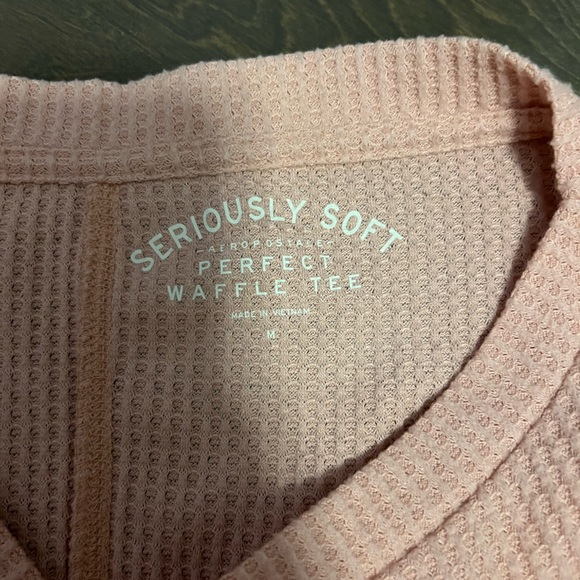 SERIOUSLY SOFT
AEROPOSTALE
PERFECT
WAFFLE TEE
MADE IN VIETNAM
M